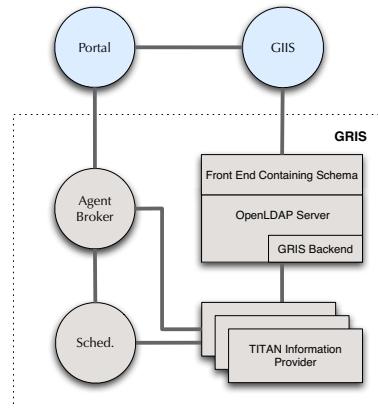 Portal
GIIS
GRIS
Front End Containing Schema
Agent
Broker
OpenLDAP Server
GRIS Backend
Sched.
TITAN Information
Provider